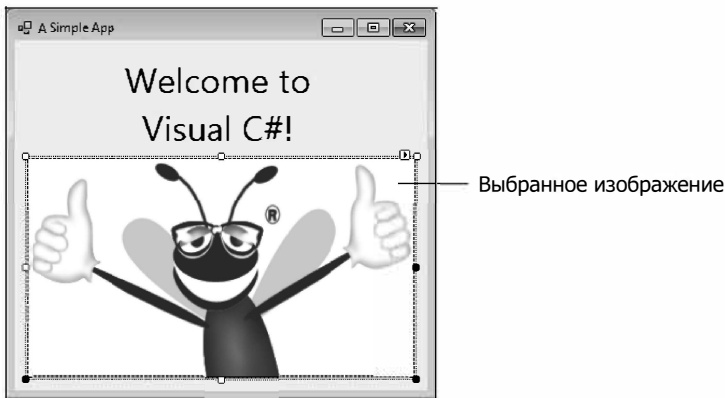 A Simple App
Welcome to
Visual C#!
®
Выбранное изображение